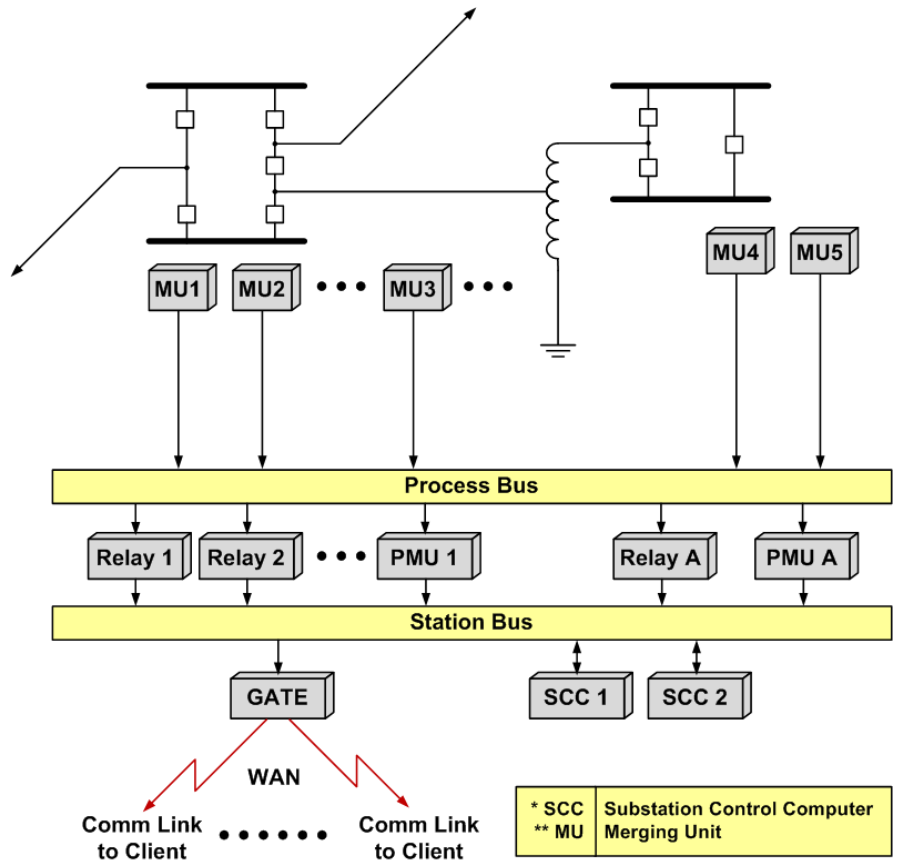 MU1 MU2 MU3 MU4 MU5
Process Bus
Relay 1 Relay 2 PMU 1 Relay A PMU A
Station Bus
GATE SCC 1 SCC 2
WAN
Comm Link
to Client
Comm Link
to Client
* SCC Substation Control Computer
** MU Merging Unit